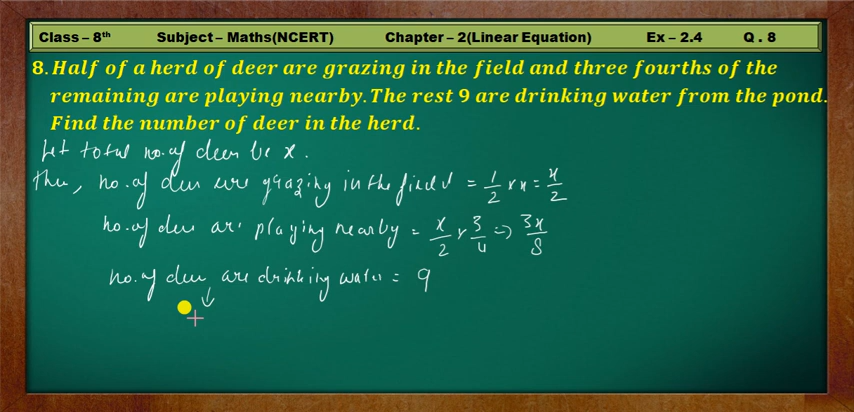 Class – 8th Subject – Maths(NCERT) Chapter – 2(Linear Equation) Ex – 2.4 Q . 8
8. Half of a herd of deer are grazing in the field and three fourths of the
remaining are playing nearby. The rest 9 are drinking water from the pond.
Find the number of deer in the herd.
Let total no. of deer be x.
Then, no. of deer are grazing in the field = 1/2 × x = x/2
no. of deer are playing nearby = x/2 × 3/4 ⇒ 3x/8
no. of deer are drinking water = 9